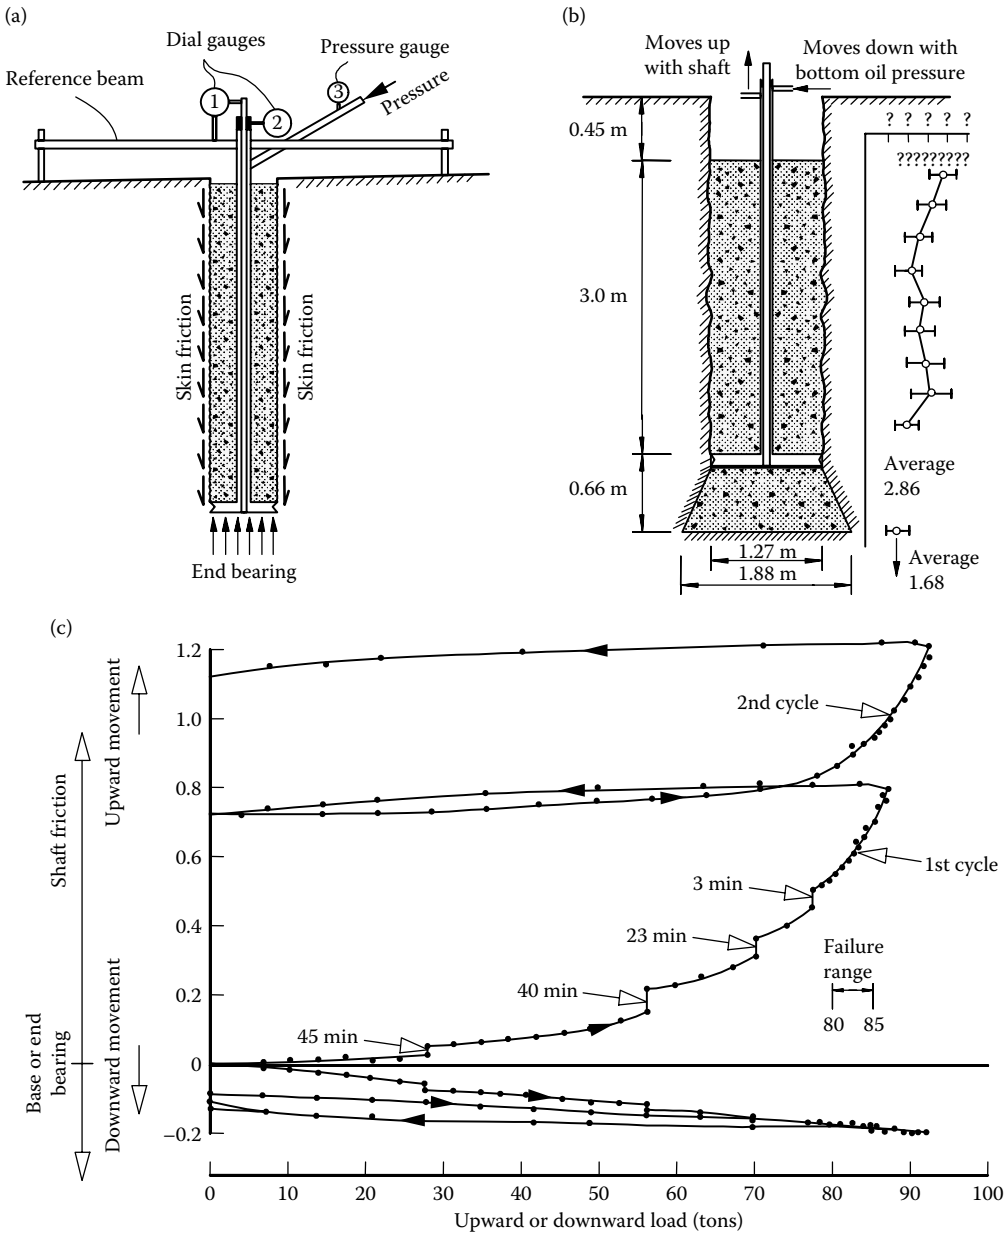 (a)
Dial gauges
Pressure gauge
Reference beam
1
2
3
Pressure
Skin friction
Skin friction
End bearing
(b)
Moves up
with shaft
Moves down with
bottom oil pressure
0.45 m
3.0 m
0.66 m
1.27 m
1.88 m
? ? ? ? ?
?????????
Average
2.86
Average
1.68
(c)
Upward movement
Shaft friction
Downward movement
Base or end
bearing
1.2
1.0
0.8
0.6
0.4
0.2
0
–0.2
2nd cycle
1st cycle
3 min
23 min
40 min
45 min
Failure
range
80 85
0 10 20 30 40 50 60 70 80 90 100
Upward or downward load (tons)